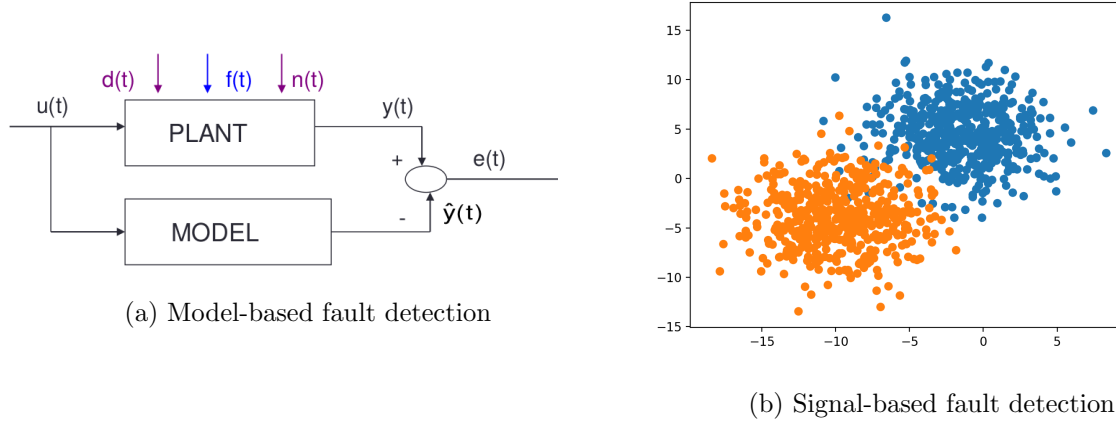 d(t) f(t) n(t)
u(t) y(t)
PLANT
+ e(t)
- ŷ(t)
MODEL
(a) Model-based fault detection
15
10
5
0
−5
−10
−15
−15 −10 −5 0 5
(b) Signal-based fault detection